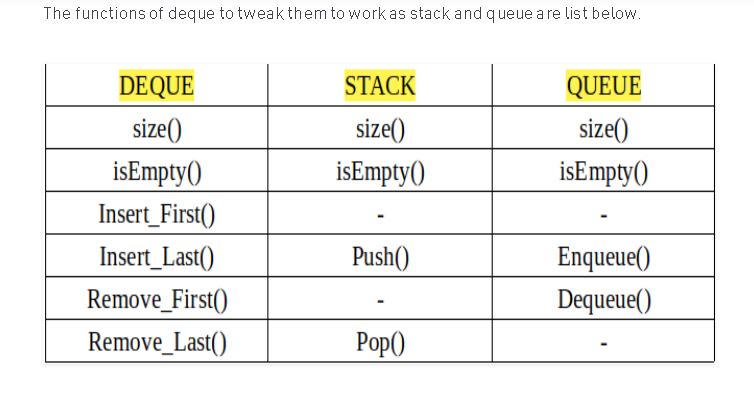 The functions of deque to tweak them to work as stack and queue are list below.
DEQUE STACK QUEUE
size() size() size()
isEmpty() isEmpty() isEmpty()
Insert_First() - -
Insert_Last() Push() Enqueue()
Remove_First() - Dequeue()
Remove_Last() Pop() -